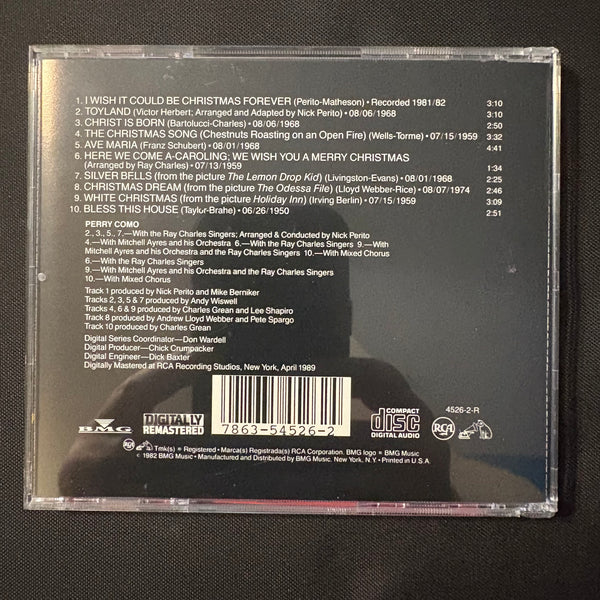 1. I WISH IT COULD BE CHRISTMAS FOREVER (Perito-Matheson) • Recorded 1981/82 3:10
2. TOYLAND (Victor Herbert; Arranged and Adapted by Nick Perito) • 08/06/1968 3:10
3. CHRIST IS BORN (Bartolucci-Charles) • 08/06/1968 2:50
4. THE CHRISTMAS SONG (Chestnuts Roasting on an Open Fire) (Wells-Torme) • 07/15/1959 3:32
5. AVE MARIA (Franz Schubert) • 08/01/1968 4:41
6. HERE WE COME A-CAROLING; WE WISH YOU A MERRY CHRISTMAS
(Arranged by Ray Charles) • 07/13/1959 1:34
7. SILVER BELLS (from the picture The Lemon Drop Kid) (Livingston-Evans) • 08/01/1968 2:25
8. CHRISTMAS DREAM (from the picture The Odessa File) (Lloyd Webber-Rice) • 08/07/1974 2:46
9. WHITE CHRISTMAS (from the picture Holiday Inn) (Irving Berlin) • 07/15/1959 3:09
10. BLESS THIS HOUSE (Taylor-Brahe) • 06/26/1950 2:51
PERRY COMO
2., 3., 5., 7.—With the Ray Charles Singers; Arranged & Conducted by Nick Perito
4.—With Mitchell Ayres and his Orchestra 6.—With the Ray Charles Singers 9.—With
Mitchell Ayres and his Orchestra and the Ray Charles Singers 10.—With Mixed Chorus
6.—With the Ray Charles Singers
9.—With Mitchell Ayres and his Orchestra and the Ray Charles Singers
10.—With Mixed Chorus
Track 1 produced by Nick Perito and Mike Berniker
Tracks 2, 3, 5 & 7 produced by Andy Wiswell
Tracks 4, 6 & 9 produced by Charles Grean and Lee Shapiro
Track 8 produced by Andrew Lloyd Webber and Pete Spargo
Track 10 produced by Charles Grean
Digital Series Coordinator—Don Wardell
Digital Producer—Chick Crumpacker
Digital Engineer—Dick Baxter
Digitally Mastered at RCA Recording Studios, New York, April 1989
BMG
DIGITALLY
REMASTERED
7863-54526-2
COMPACT
disc
DIGITAL AUDIO
4526-2-R
RCA
Tmk(s) ® Registered • Marca(s) Registrada(s) RCA Corporation. BMG logo ® BMG Music
© 1982 BMG Music • Manufactured and Distributed by BMG Music. New York, N.Y. • Printed in U.S.A.